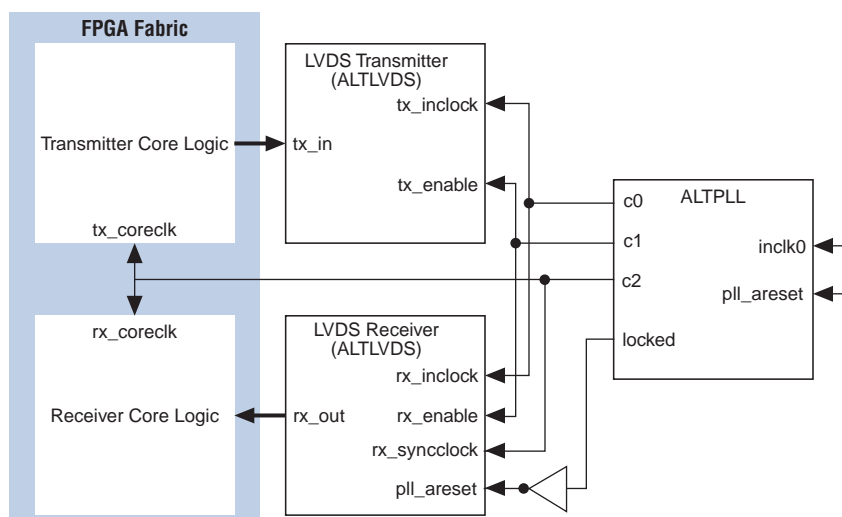 FPGA Fabric
Transmitter Core Logic
tx_coreclk
rx_coreclk
Receiver Core Logic
LVDS Transmitter
(ALTLVDS)
tx_inclock
tx_in
tx_enable
LVDS Receiver
(ALTLVDS)
rx_inclock
rx_out
rx_enable
rx_syncclock
pll_areset
ALTPLL
c0
c1
inclk0
c2
pll_areset
locked